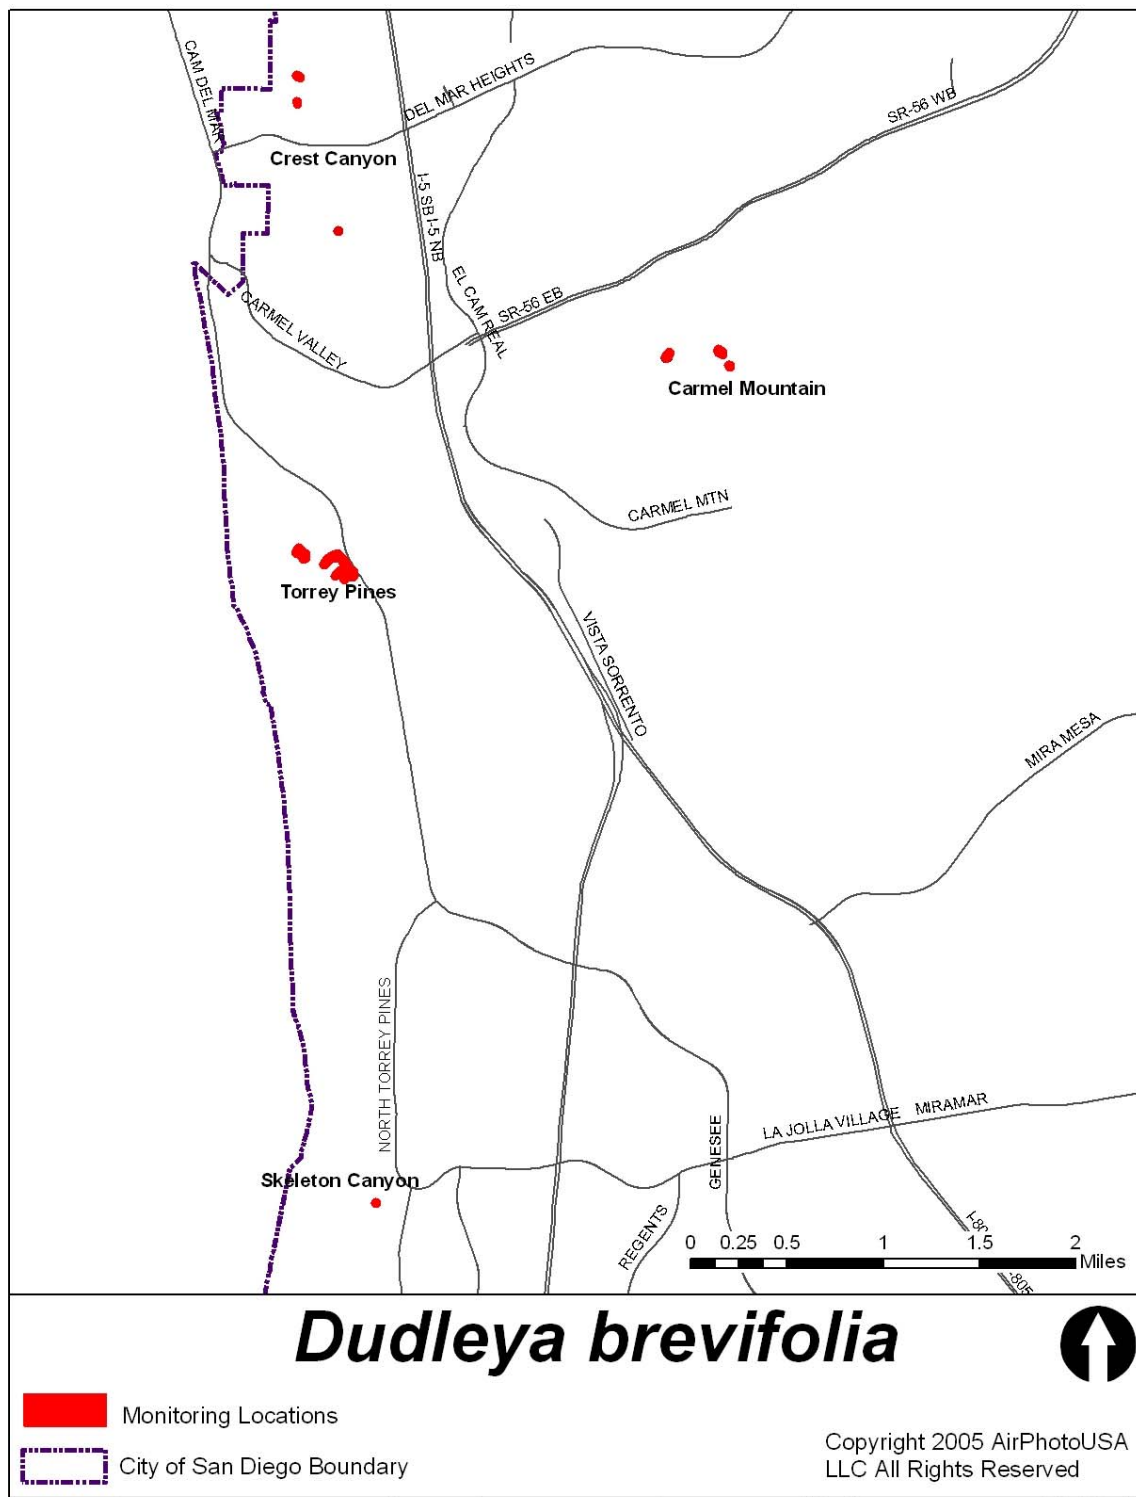 CAM DEL MAR
DEL MAR HEIGHTS
SR-56 WB
Crest Canyon
I-5 SB I-5 NB
EL CAM REAL
SR-56 EB
CARMEL VALLEY
Carmel Mountain
CARMEL MTN
Torrey Pines
VISTA SORRENTO
MIRA MESA
NORTH TORREY PINES
GENESEE
LA JOLLA VILLAGE
MIRAMAR
Skeleton Canyon
REGENTS
I-80
-805
0 0.25 0.5 1 1.5 2
Miles
Dudleya brevifolia
Monitoring Locations
City of San Diego Boundary
Copyright 2005 AirPhotoUSA
LLC All Rights Reserved